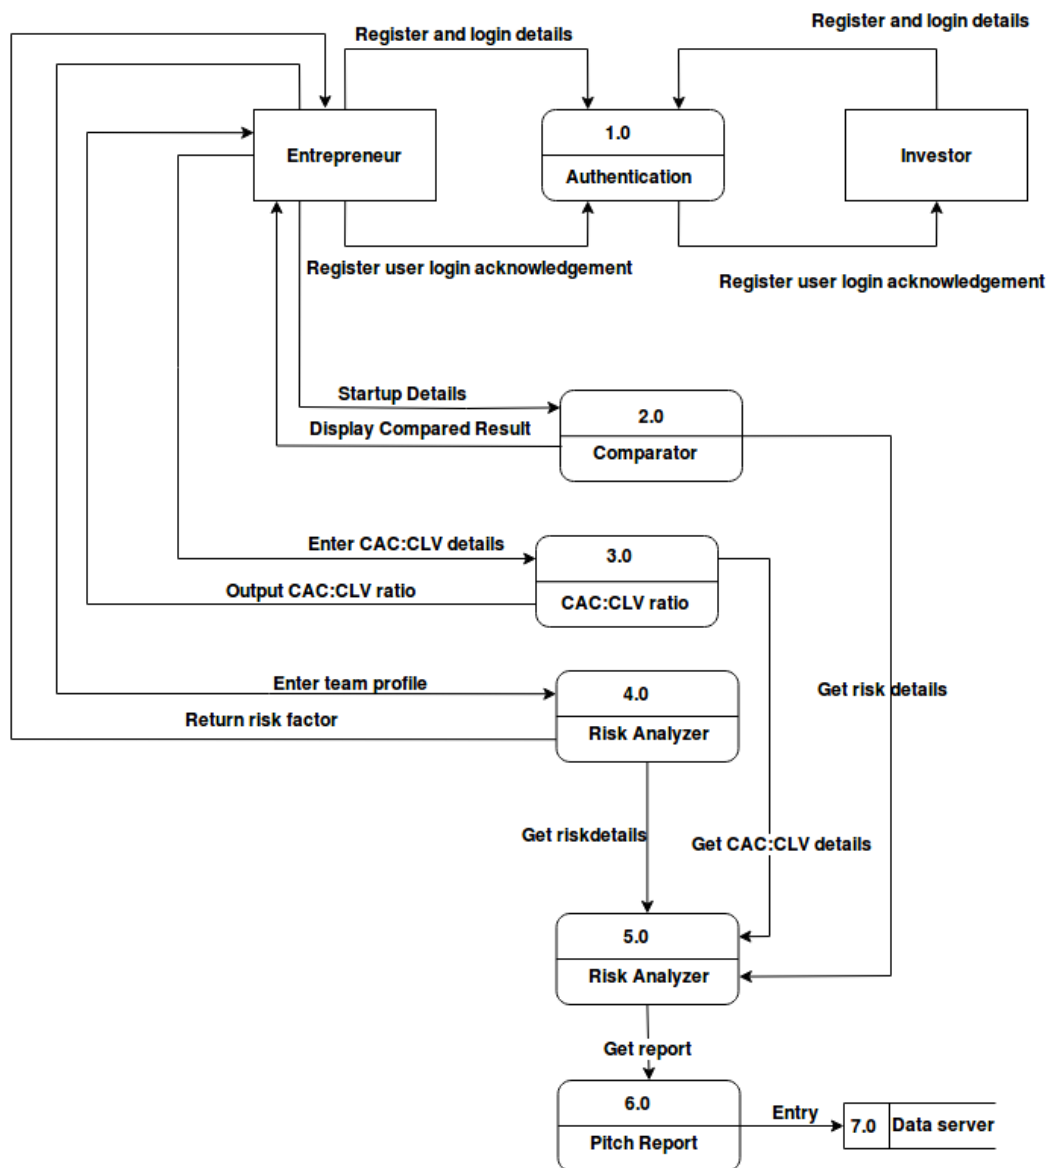 Register and login details
Register and login details
1.0
Entrepreneur
Authentication
Investor
Register user login acknowledgement
Register user login acknowledgement
Startup Details
2.0
Display Compared Result
Comparator
Enter CAC:CLV details
3.0
Output CAC:CLV ratio
CAC:CLV ratio
Enter team profile
4.0
Get risk details
Return risk factor
Risk Analyzer
Get riskdetails
Get CAC:CLV details
5.0
Risk Analyzer
Get report
6.0
Entry
7.0 Data server
Pitch Report